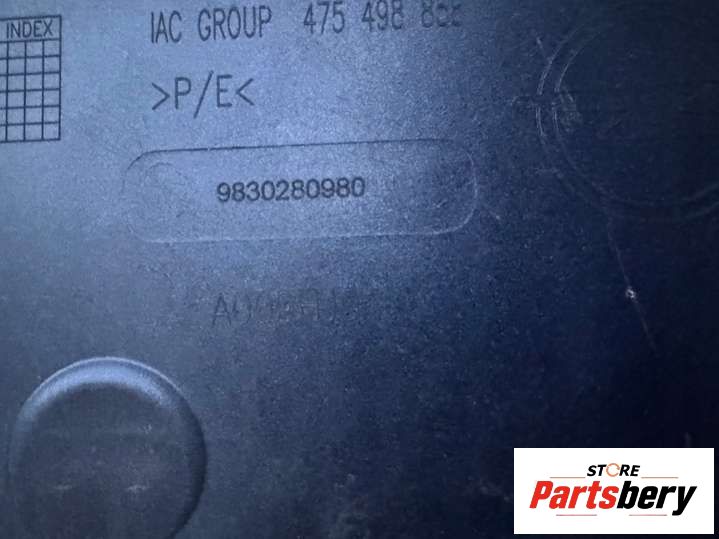 INDEX
IAC GROUP 475 498
>P/E<
9830280980
STORE
Partsbery